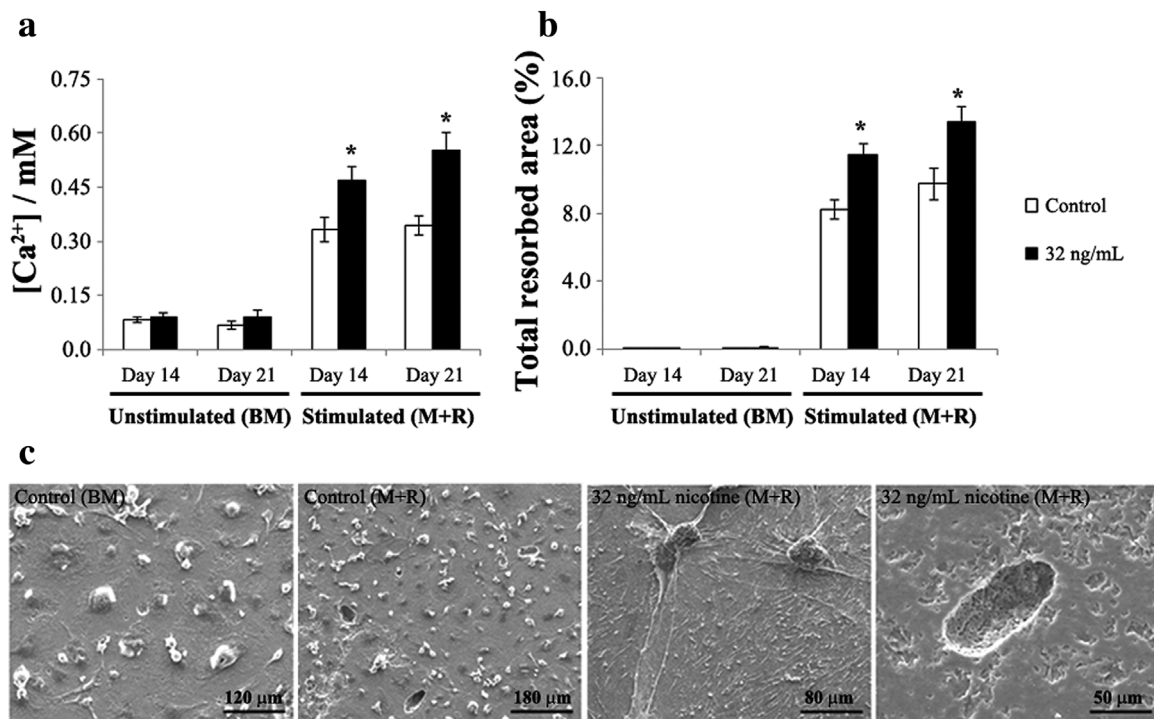 a
b
0.75
0.60
0.45
0.30
0.15
0.0
[Ca²⁺] / mM
*
*
Day 14
Day 21
Day 14
Day 21
Unstimulated (BM)
Stimulated (M+R)
16.0
12.0
8.0
4.0
0.0
Total resorbed area (%)
*
*
Day 14
Day 21
Day 14
Day 21
Unstimulated (BM)
Stimulated (M+R)
Control
32 ng/mL
c
Control (BM)
120 µm
Control (M+R)
180 µm
32 ng/mL nicotine (M+R)
80 µm
32 ng/mL nicotine (M+R)
50 µm